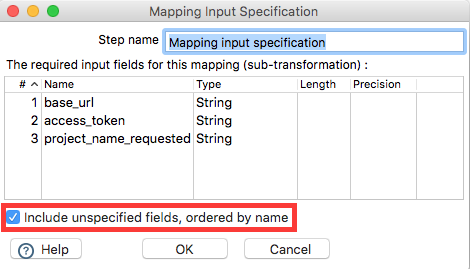 Mapping Input Specification
Step name Mapping input specification
The required input fields for this mapping (sub-transformation) :
# Name Type Length Precision
1 base_url String
2 access_token String
3 project_name_requested String
Include unspecified fields, ordered by name
? Help OK Cancel